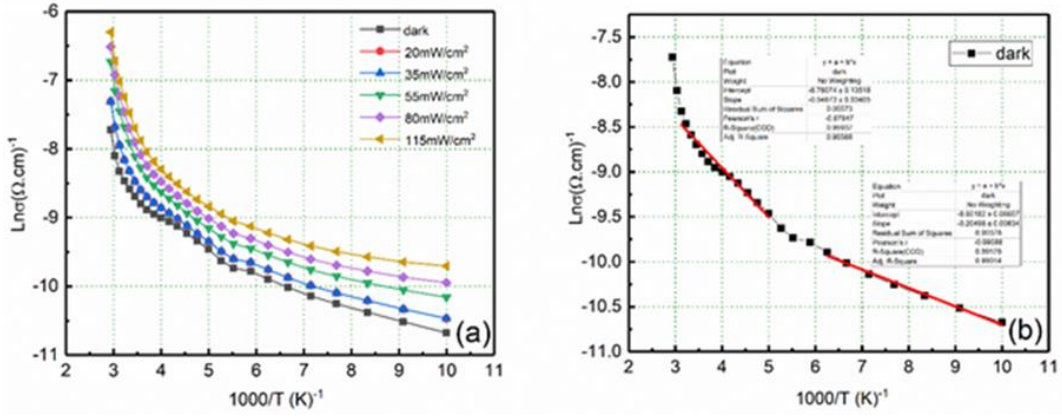 -6
-7
-8
-9
-10
-11
2 3 4 5 6 7 8 9 10 11
1000/T (K)-1
Lnσ(Ω.cm)-1
dark
20mW/cm2
35mW/cm2
55mW/cm2
80mW/cm2
115mW/cm2
(a)
-7.5
-8.0
-8.5
-9.0
-9.5
-10.0
-10.5
-11.0
2 3 4 5 6 7 8 9 10 11
1000/T (K)-1
Lnσ(Ω.cm)-1
dark
Equation y = a + b*x
Plot dark
Weight No Weighting
Intercept
Slope
Residual Sum of Squares
Pearson's r
R-Square(COD)
Adj. R-Square
Equation y = a + b*x
Plot dark
Weight No Weighting
Intercept
Slope
Residual Sum of Squares
Pearson's r
R-Square(COD)
Adj. R-Square
(b)